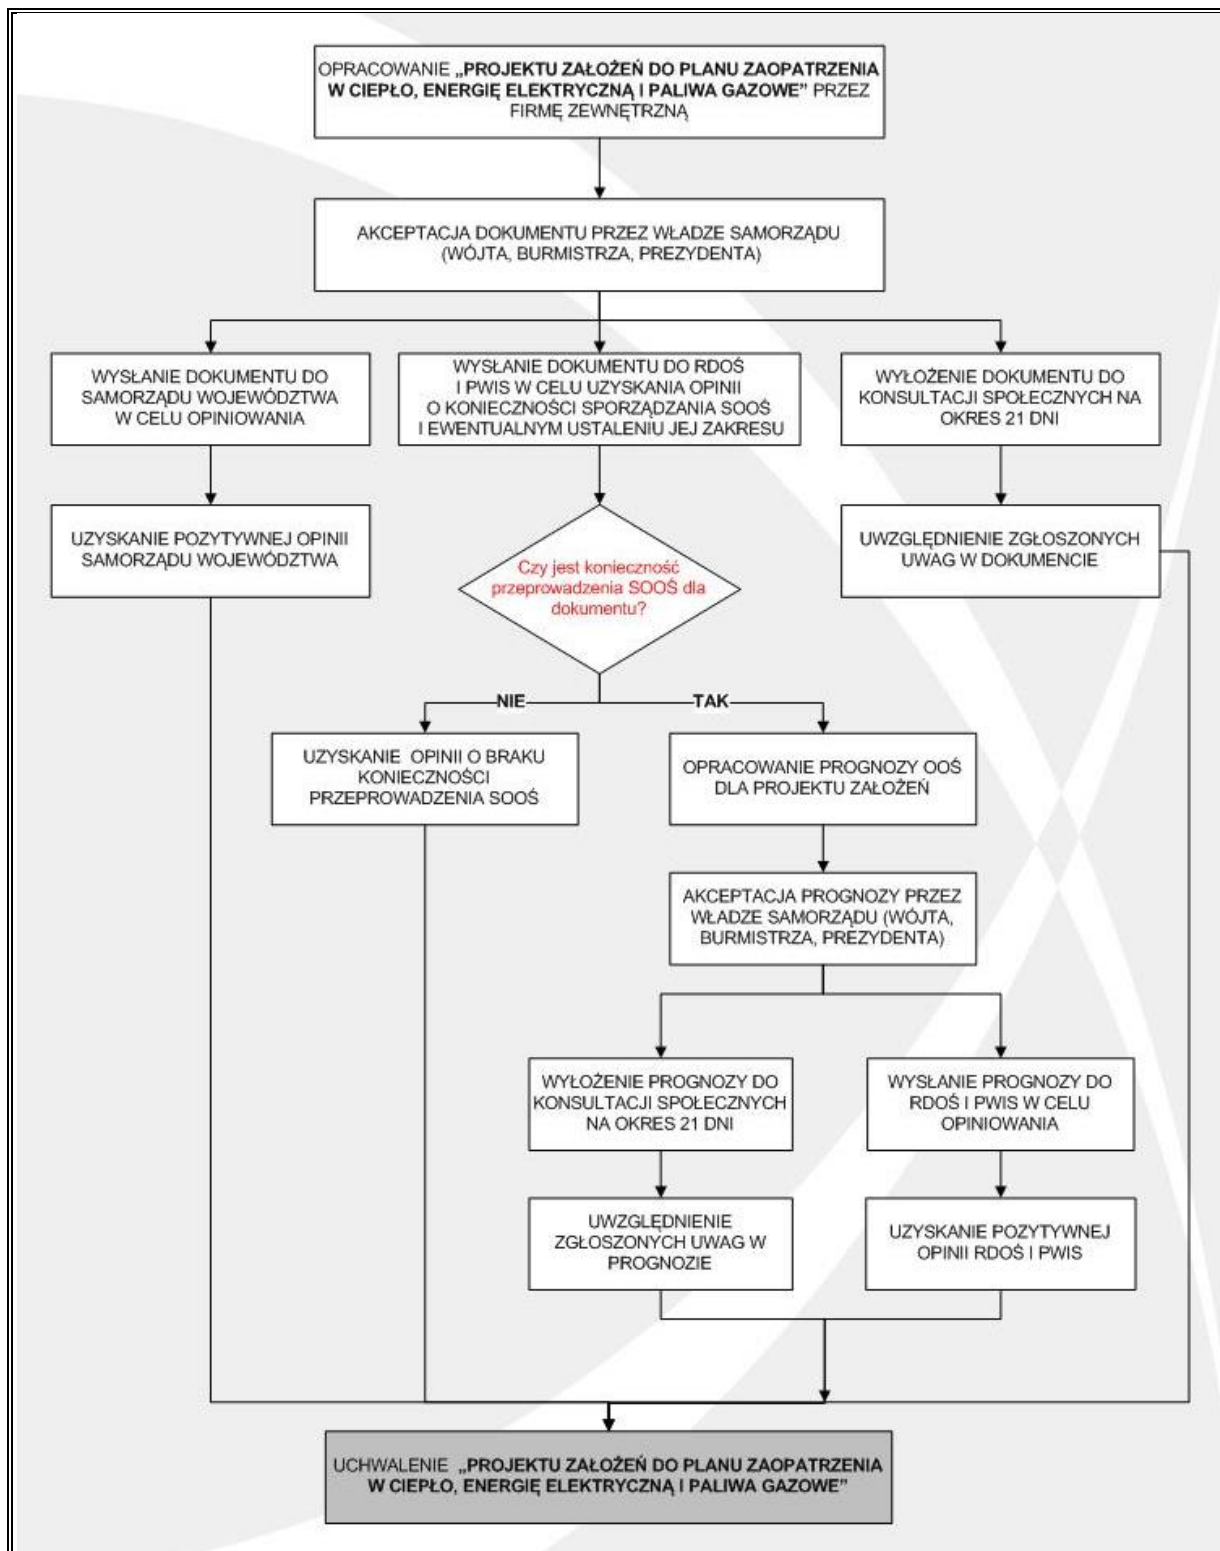 OPRACOWANIE „PROJEKTU ZAŁOŻEŃ DO PLANU ZAOPATRZENIA
W CIEPŁO, ENERGIĘ ELEKTRYCZNĄ I PALIWA GAZOWE” PRZEZ
FIRMĘ ZEWNĘTRZNĄ
AKCEPTACJA DOKUMENTU PRZEZ WŁADZE SAMORZĄDU
(WÓJTA, BURMISTRZA, PREZYDENTA)
WYSŁANIE DOKUMENTU DO
SAMORZĄDU WOJEWÓDZTWA
W CELU OPINIOWANIA
WYSŁANIE DOKUMENTU DO RDOŚ
I PWIS W CELU UZYSKANIA OPINII
O KONIECZNOŚCI SPORZĄDZANIA SOOŚ
I EWENTUALNYM USTALENIU JEJ ZAKRESU
WYŁOŻENIE DOKUMENTU DO
KONSULTACJI SPOŁECZNYCH NA
OKRES 21 DNI
UZYSKANIE POZYTYWNEJ OPINII
SAMORZĄDU WOJEWÓDZTWA
Czy jest konieczność
przeprowadzenia SOOŚ dla
dokumentu?
UWZGLĘDNIENIE ZGŁOSZONYCH
UWAG W DOKUMENCIE
NIE
TAK
UZYSKANIE OPINII O BRAKU
KONIECZNOŚCI
PRZEPROWADZENIA SOOŚ
OPRACOWANIE PROGNOZY OOŚ
DLA PROJEKTU ZAŁOŻEŃ
AKCEPTACJA PROGNOZY PRZEZ
WŁADZE SAMORZĄDU (WÓJTA,
BURMISTRZA, PREZYDENTA)
WYŁOŻENIE PROGNOZY DO
KONSULTACJI SPOŁECZNYCH
NA OKRES 21 DNI
WYSŁANIE PROGNOZY DO
RDOŚ I PWIS W CELU
OPINIOWANIA
UWZGLĘDNIENIE
ZGŁOSZONYCH UWAG W
PROGNOZIE
UZYSKANIE POZYTYWNEJ
OPINII RDOŚ I PWIS
UCHWALENIE „PROJEKTU ZAŁOŻEŃ DO PLANU ZAOPATRZENIA
W CIEPŁO, ENERGIĘ ELEKTRYCZNĄ I PALIWA GAZOWE”